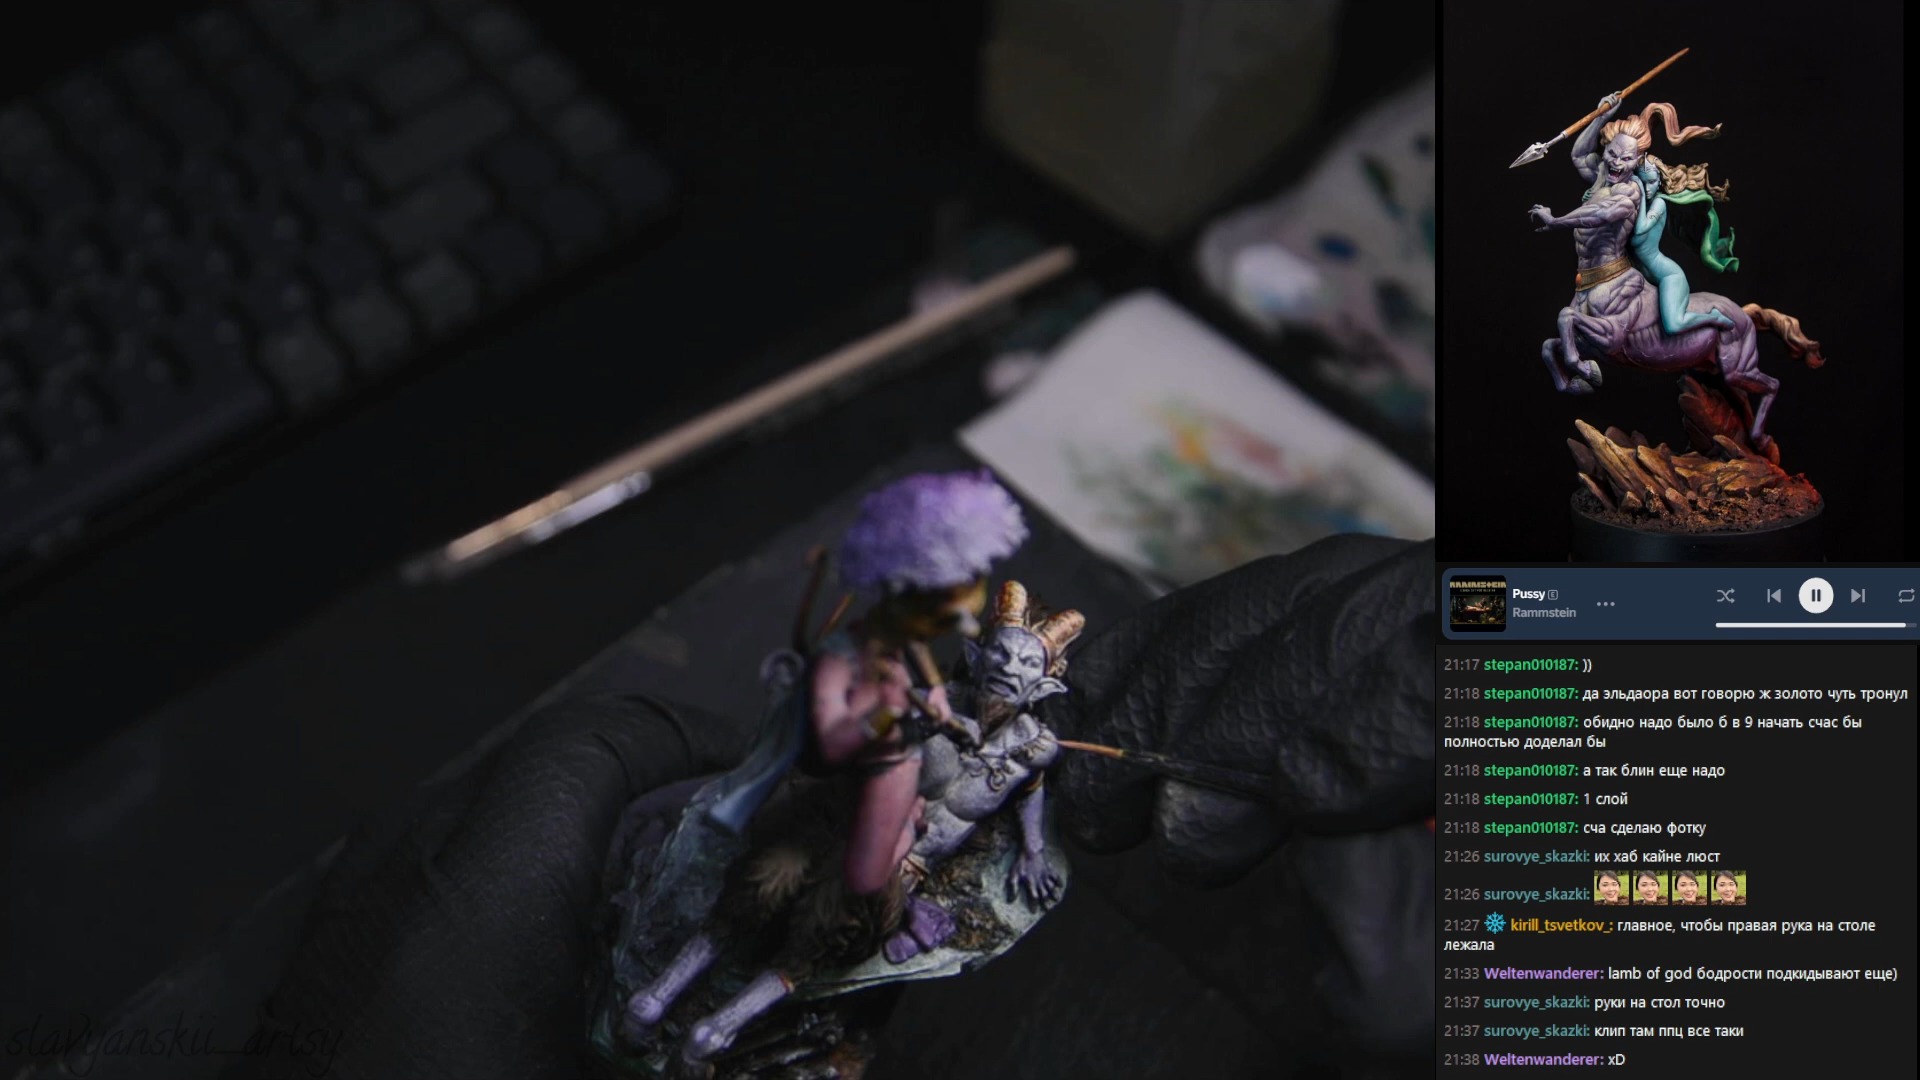 RAMMSTEIN
Pussy E
Rammstein
21:17 stepan010187: ))
21:18 stepan010187: да эльдаора вот говорю ж золото чуть тронул
21:18 stepan010187: обидно надо было б в 9 начать счас бы
полностью доделал бы
21:18 stepan010187: а так блин еще надо
21:18 stepan010187: 1 слой
21:18 stepan010187: сча сделаю фотку
21:26 surovye_skazki: их хаб кайне люст
21:26 surovye_skazki:
21:27 kirill_tsvetkov_: главное, чтобы правая рука на столе
лежала
21:33 Weltenwanderer: lamb of god бодрости подкидывают еще)
21:37 surovye_skazki: руки на стол точно
21:37 surovye_skazki: клип там ппц все таки
21:38 Weltenwanderer: xD
slavyanskii_artsy